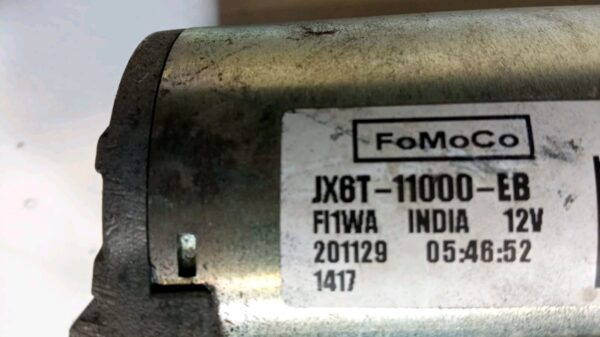 FoMoCo
JX6T-11000-EB
FI1WA INDIA 12V
201129 05:46:52
1417